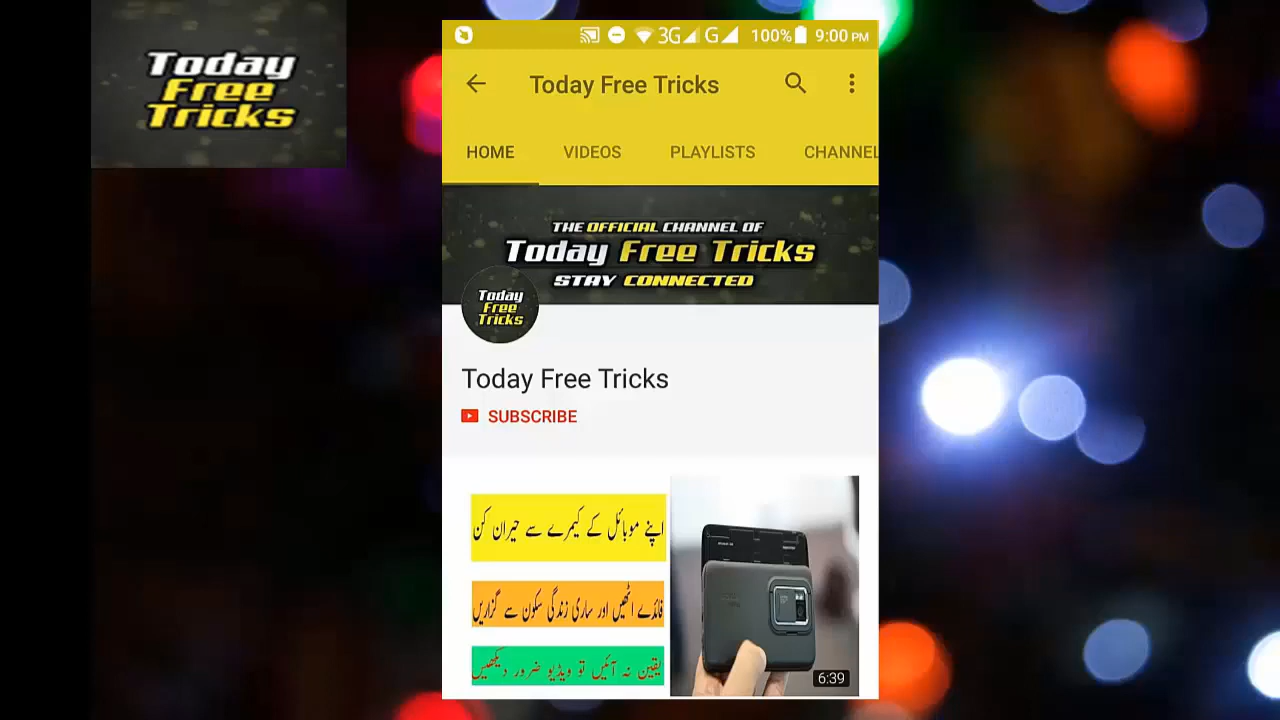 Today
Free
Tricks
3G G 100% 9:00 PM
Today Free Tricks
HOME VIDEOS PLAYLISTS CHANNEL
THE OFFICIAL CHANNEL OF
Today Free Tricks
STAY CONNECTED
Today
Free
Tricks
Today Free Tricks
SUBSCRIBE
اپنے موبائل کے کیمرے سے حیران کن
فائدے اٹھیں اور ساری زندگی سکون سے گزاریں
یقین نہ آئیں تو ویڈیو ضرور دیکھیں
6:39